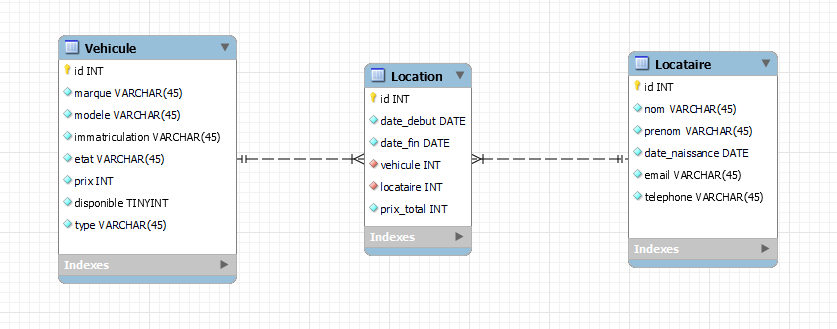 Vehicule
id INT
marque VARCHAR(45)
modele VARCHAR(45)
immatriculation VARCHAR(45)
etat VARCHAR(45)
prix INT
disponible TINYINT
type VARCHAR(45)
Indexes
Location
id INT
date_debut DATE
date_fin DATE
vehicule INT
locataire INT
prix_total INT
Indexes
Locataire
id INT
nom VARCHAR(45)
prenom VARCHAR(45)
date_naissance DATE
email VARCHAR(45)
telephone VARCHAR(45)
Indexes